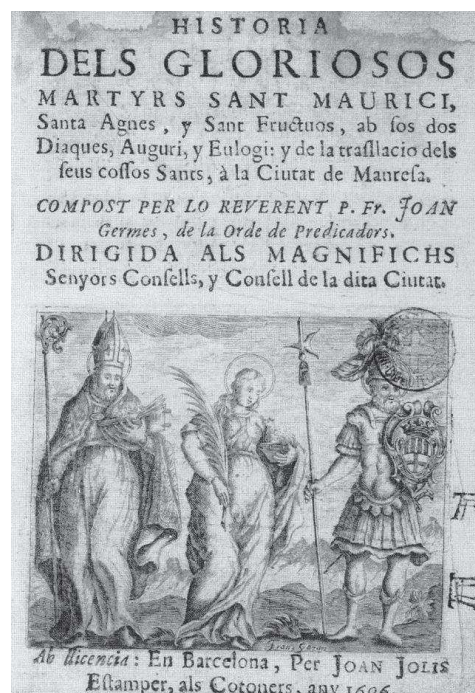 HISTORIA
DELS GLORIOSOS
MARTYRS SANT MAURICI,
Santa Agnes, y Sant Fructuos, ab sos dos
Diaques, Auguri, y Eulogi: y de la trasllacio dels
seus cossos Sants, à la Ciutat de Manresa.
COMPOST PER LO REVERENT P. Fr. JOAN
Germes, de la Orde de Predicadors.
DIRIGIDA ALS MAGNIFICHS
Senyors Consells, y Consell de la dita Ciutat.
Ab llicencia: En Barcelona, Per JOAN JOLIS
Estamper, als Cotoners, any 1696